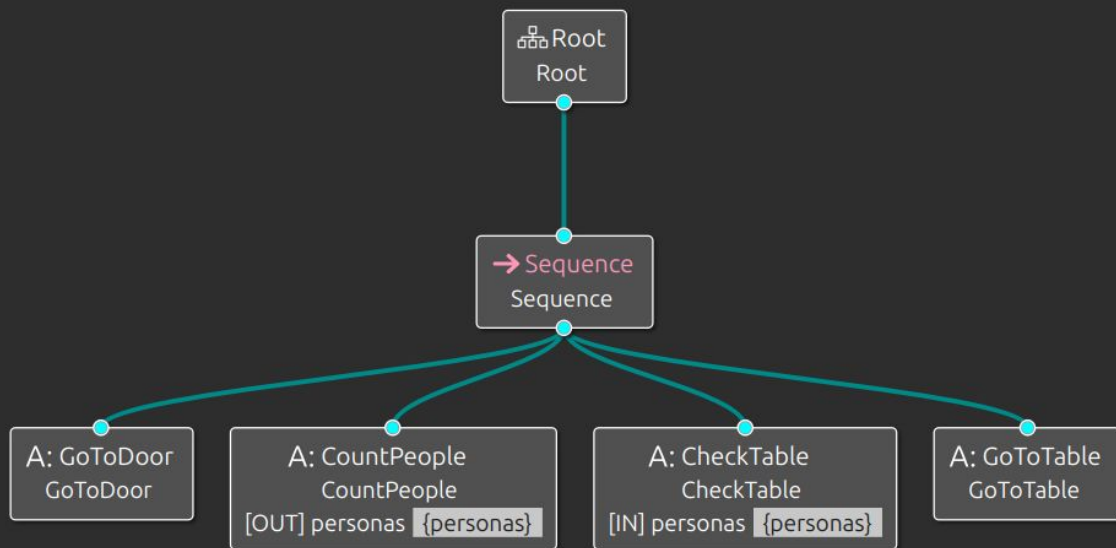 Root
Root
Sequence
Sequence
A: GoToDoor
GoToDoor
A: CountPeople
CountPeople
[OUT] personas {personas}
A: CheckTable
CheckTable
[IN] personas {personas}
A: GoToTable
GoToTable